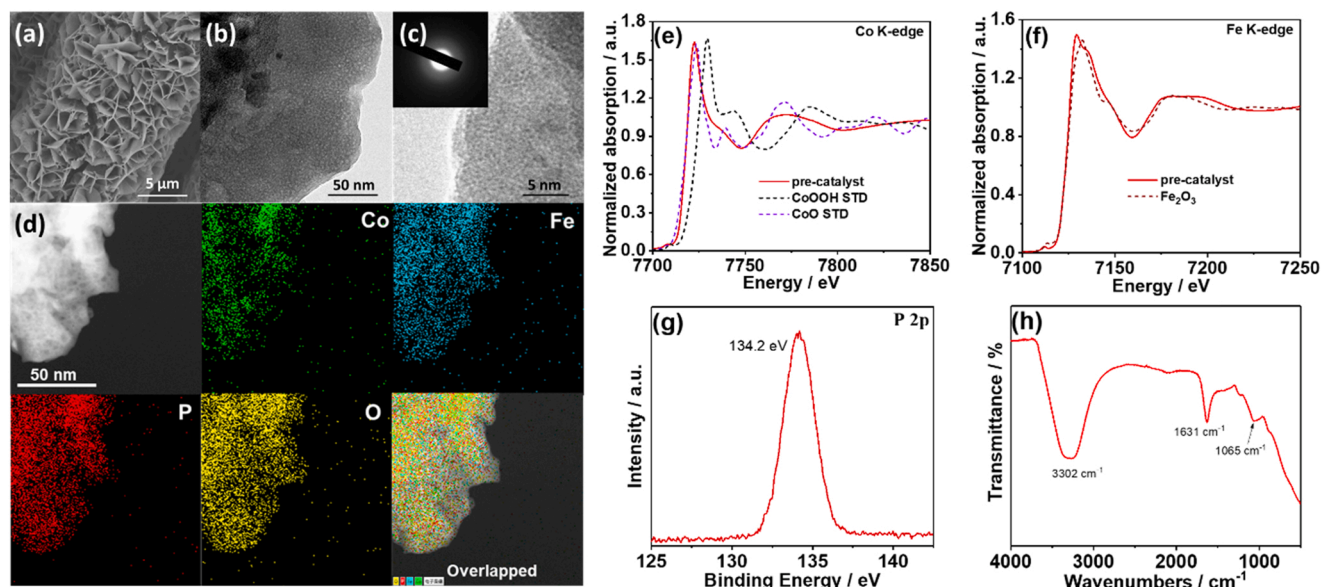 (a)
5 μm
(b)
50 nm
(c)
5 nm
(d)
50 nm
Co
Fe
P
O
Overlapped
(e)
Co K-edge
Normalized absorption / a.u.
1.8
1.5
1.2
0.9
0.6
0.3
0.0
pre-catalyst
CoOOH STD
CoO STD
7700 7750 7800 7850
Energy / eV
(f)
Fe K-edge
Normalized absorption / a.u.
1.5
1.0
0.5
0.0
pre-catalyst
Fe₂O₃
7100 7150 7200 7250
Energy / eV
(g)
P 2p
134.2 eV
Intensity / a.u.
125 130 135 140
Binding Energy / eV
(h)
Transmittance / %
3302 cm⁻¹
1631 cm⁻¹
1065 cm⁻¹
4000 3000 2000 1000
Wavenumbers / cm⁻¹